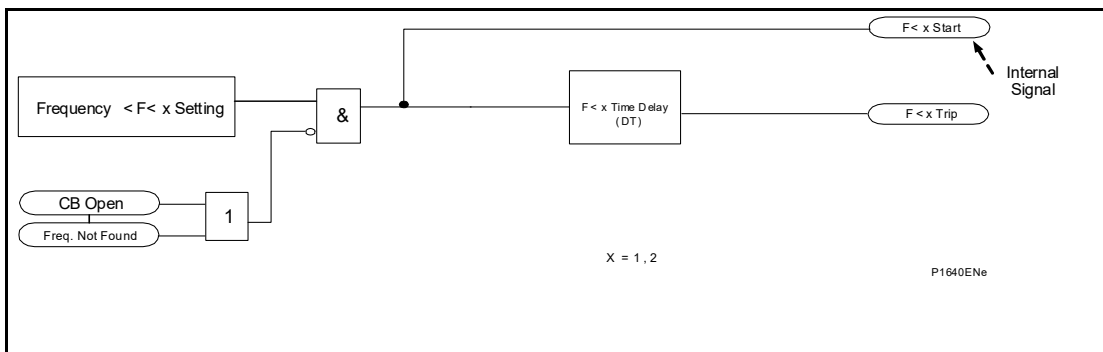 F< x Start
Internal
Signal
Frequency < F< x Setting
&
F < x Time Delay
(DT)
F < x Trip
CB Open
1
Freq. Not Found
X = 1 , 2
P1640ENe